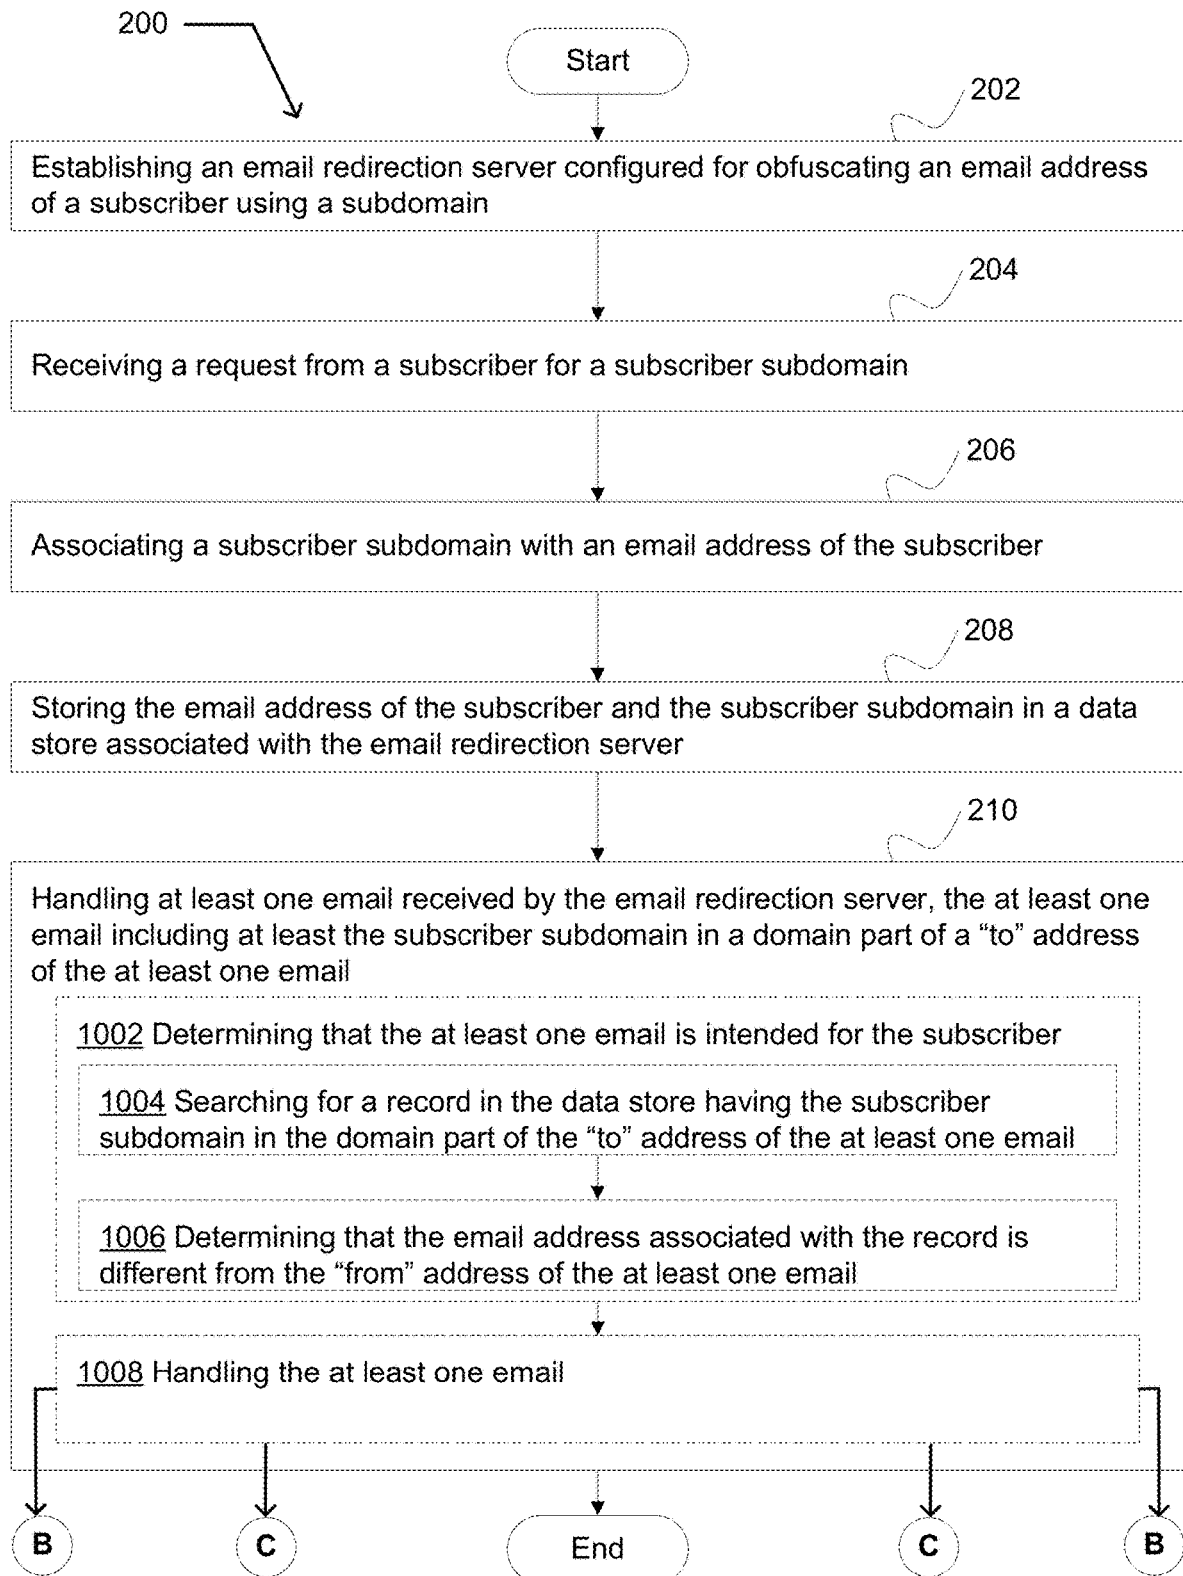 200
Start
202
Establishing an email redirection server configured for obfuscating an email address
of a subscriber using a subdomain
204
Receiving a request from a subscriber for a subscriber subdomain
206
Associating a subscriber subdomain with an email address of the subscriber
208
Storing the email address of the subscriber and the subscriber subdomain in a data
store associated with the email redirection server
210
Handling at least one email received by the email redirection server, the at least one
email including at least the subscriber subdomain in a domain part of a “to” address
of the at least one email
1002 Determining that the at least one email is intended for the subscriber
1004 Searching for a record in the data store having the subscriber
subdomain in the domain part of the “to” address of the at least one email
1006 Determining that the email address associated with the record is
different from the “from” address of the at least one email
1008 Handling the at least one email
B
C
End
C
B